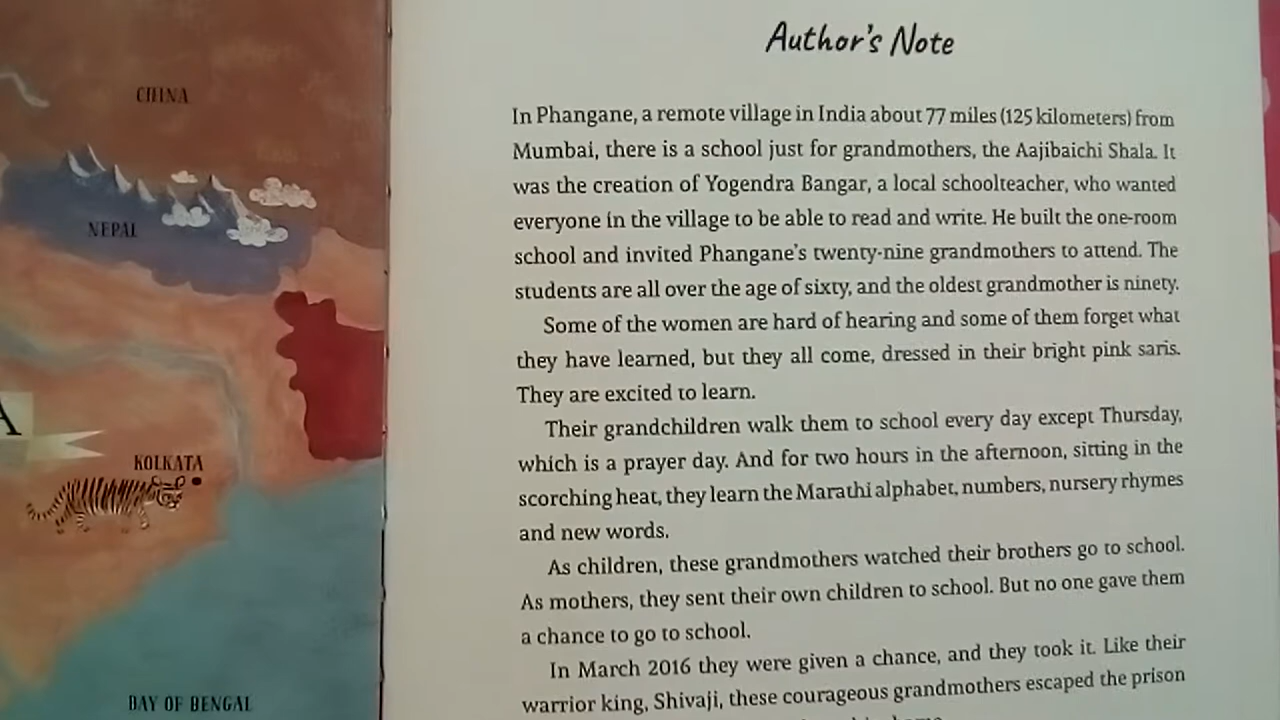 CHINA
NEPAL
A
KOLKATA
BAY OF BENGAL
Author's Note
In Phangane, a remote village in India about 77 miles (125 kilometers) from
Mumbai, there is a school just for grandmothers, the Aajibaichi Shala. It
was the creation of Yogendra Bangar, a local schoolteacher, who wanted
everyone in the village to be able to read and write. He built the one-room
school and invited Phangane's twenty-nine grandmothers to attend. The
students are all over the age of sixty, and the oldest grandmother is ninety.
Some of the women are hard of hearing and some of them forget what
they have learned, but they all come, dressed in their bright pink saris.
They are excited to learn.
Their grandchildren walk them to school every day except Thursday,
which is a prayer day. And for two hours in the afternoon, sitting in the
scorching heat, they learn the Marathi alphabet, numbers, nursery rhymes
and new words.
As children, these grandmothers watched their brothers go to school.
As mothers, they sent their own children to school. But no one gave them
a chance to go to school.
In March 2016 they were given a chance, and they took it. Like their
warrior king, Shivaji, these courageous grandmothers escaped the prison